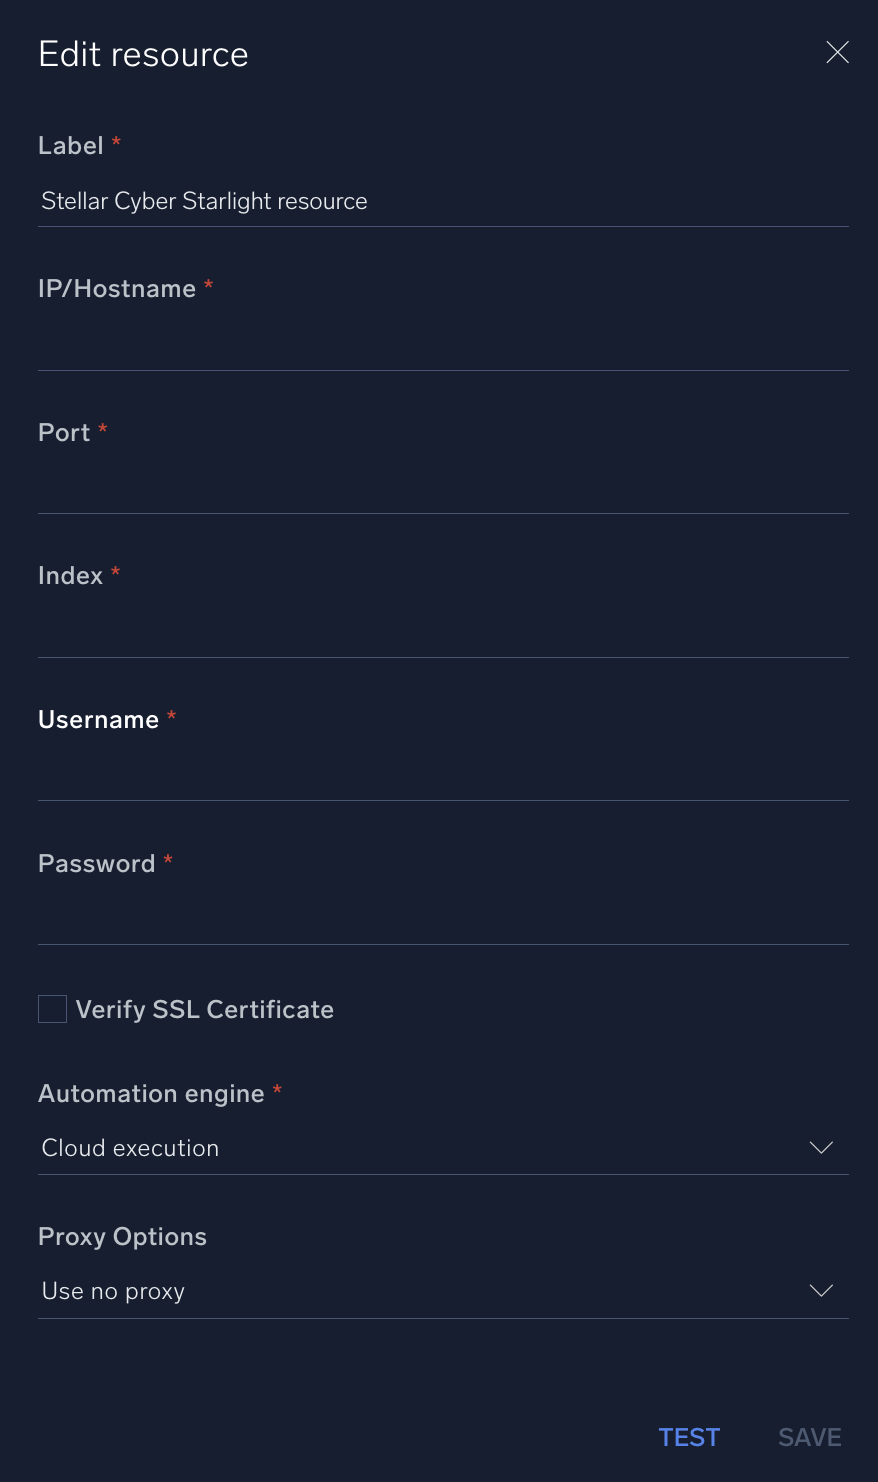 Edit resource
Label *
Stellar Cyber Starlight resource
IP/Hostname *
Port *
Index *
Username *
Password *
Verify SSL Certificate
Automation engine *
Cloud execution
Proxy Options
Use no proxy
TEST SAVE